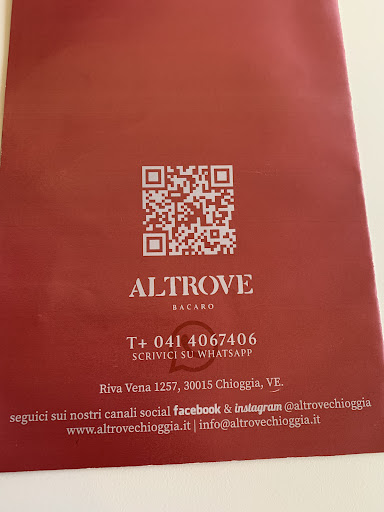 ALTROVE
BACARO
T+ 041 4067406
SCRIVICI SU WHATSAPP
Riva Vena 1257, 30015 Chioggia, VE.
seguici sui nostri canali social facebook & instagram @altrovechioggia
www.altrovechioggia.it | info@altrovechioggia.it